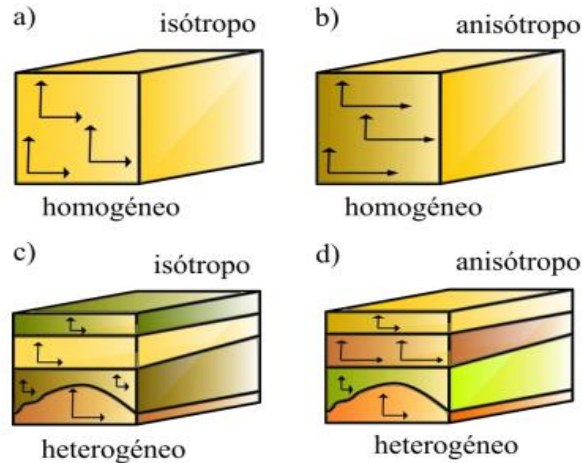 a)
isótropo
homogéneo
b)
anisótropo
homogéneo
c)
isótropo
heterogéneo
d)
anisótropo
heterogéneo